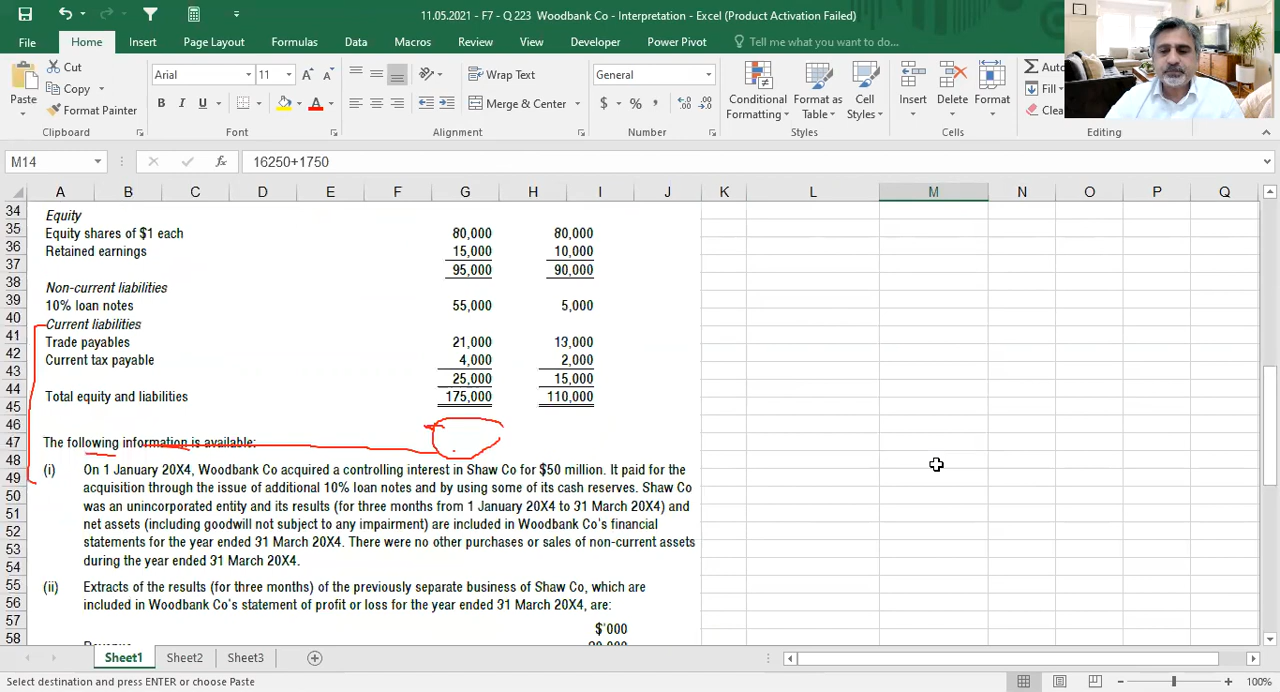 11.05.2021 - F7 - Q 223 Woodbank Co - Interpretation - Excel (Product Activation Failed)
File Home Insert Page Layout Formulas Data Macros Review View Developer Power Pivot Tell me what you want to do...
Paste
Cut
Copy
Format Painter
Arial 11
B I U
Wrap Text
Merge & Center
General
$ % ,
Conditional Formatting
Format as Table
Cell Styles
Insert Delete Format
Auto
Fill
Clea
Clipboard Font Alignment Number Styles Cells Editing
M14 fx 16250+1750
A B C D E F G H I J K L M N O P Q
34 Equity
35 Equity shares of $1 each 80,000 80,000
36 Retained earnings 15,000 10,000
37 95,000 90,000
38 Non-current liabilities
39 10% loan notes 55,000 5,000
40 Current liabilities
41 Trade payables 21,000 13,000
42 Current tax payable 4,000 2,000
43 25,000 15,000
44 Total equity and liabilities 175,000 110,000
45
46
47 The following information is available:
48 (i) On 1 January 20X4, Woodbank Co acquired a controlling interest in Shaw Co for $50 million. It paid for the
49 acquisition through the issue of additional 10% loan notes and by using some of its cash reserves. Shaw Co
50 was an unincorporated entity and its results (for three months from 1 January 20X4 to 31 March 20X4) and
51 net assets (including goodwill not subject to any impairment) are included in Woodbank Co's financial
52 statements for the year ended 31 March 20X4. There were no other purchases or sales of non-current assets
53 during the year ended 31 March 20X4.
54
55 (ii) Extracts of the results (for three months) of the previously separate business of Shaw Co, which are
56 included in Woodbank Co's statement of profit or loss for the year ended 31 March 20X4, are:
57 $'000
58
Sheet1 Sheet2 Sheet3
Select destination and press ENTER or choose Paste 100%